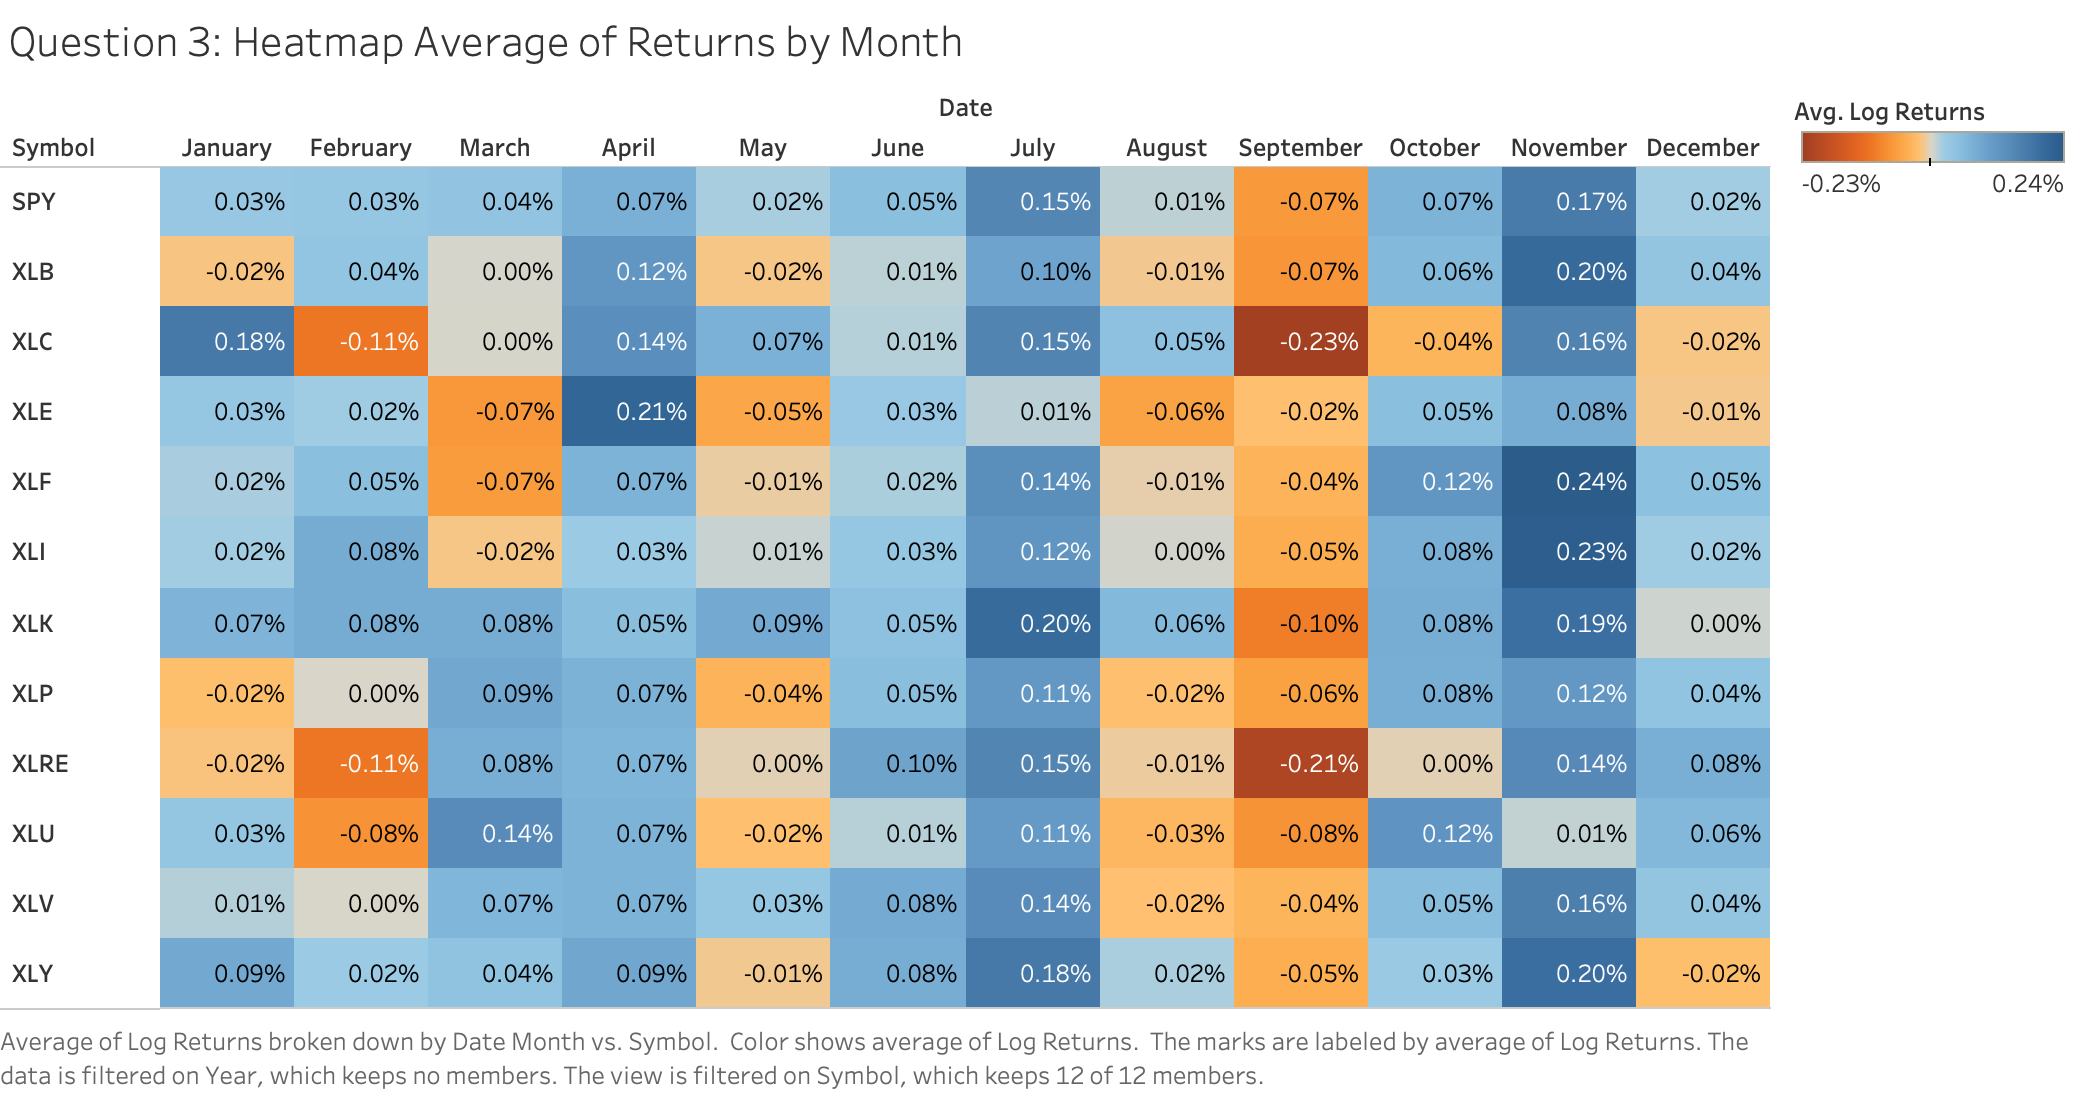 Question 3: Heatmap Average of Returns by Month
Date
Avg. Log Returns
-0.23% 0.24%
Symbol January February March April May June July August September October November December
SPY 0.03% 0.03% 0.04% 0.07% 0.02% 0.05% 0.15% 0.01% -0.07% 0.07% 0.17% 0.02%
XLB -0.02% 0.04% 0.00% 0.12% -0.02% 0.01% 0.10% -0.01% -0.07% 0.06% 0.20% 0.04%
XLC 0.18% -0.11% 0.00% 0.14% 0.07% 0.01% 0.15% 0.05% -0.23% -0.04% 0.16% -0.02%
XLE 0.03% 0.02% -0.07% 0.21% -0.05% 0.03% 0.01% -0.06% -0.02% 0.05% 0.08% -0.01%
XLF 0.02% 0.05% -0.07% 0.07% -0.01% 0.02% 0.14% -0.01% -0.04% 0.12% 0.24% 0.05%
XLI 0.02% 0.08% -0.02% 0.03% 0.01% 0.03% 0.12% 0.00% -0.05% 0.08% 0.23% 0.02%
XLK 0.07% 0.08% 0.08% 0.05% 0.09% 0.05% 0.20% 0.06% -0.10% 0.08% 0.19% 0.00%
XLP -0.02% 0.00% 0.09% 0.07% -0.04% 0.05% 0.11% -0.02% -0.06% 0.08% 0.12% 0.04%
XLRE -0.02% -0.11% 0.08% 0.07% 0.00% 0.10% 0.15% -0.01% -0.21% 0.00% 0.14% 0.08%
XLU 0.03% -0.08% 0.14% 0.07% -0.02% 0.01% 0.11% -0.03% -0.08% 0.12% 0.01% 0.06%
XLV 0.01% 0.00% 0.07% 0.07% 0.03% 0.08% 0.14% -0.02% -0.04% 0.05% 0.16% 0.04%
XLY 0.09% 0.02% 0.04% 0.09% -0.01% 0.08% 0.18% 0.02% -0.05% 0.03% 0.20% -0.02%
Average of Log Returns broken down by Date Month vs. Symbol.  Color shows average of Log Returns.  The marks are labeled by average of Log Returns. The
data is filtered on Year, which keeps no members. The view is filtered on Symbol, which keeps 12 of 12 members.